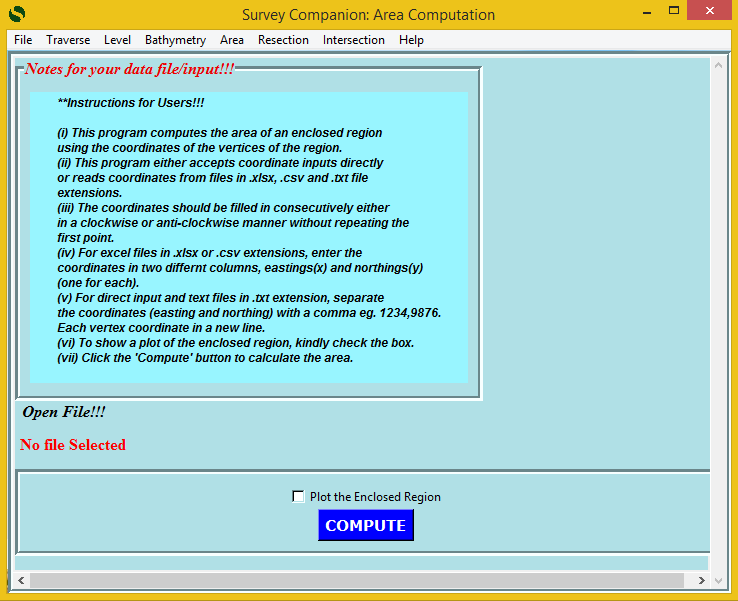 Survey Companion: Area Computation
File Traverse Level Bathymetry Area Resection Intersection Help
Notes for your data file/input!!!
**Instructions for Users!!!
(i) This program computes the area of an enclosed region
using the coordinates of the vertices of the region.
(ii) This program either accepts coordinate inputs directly
or reads coordinates from files in .xlsx, .csv and .txt file
extensions.
(iii) The coordinates should be filled in consecutively either
in a clockwise or anti-clockwise manner without repeating the
first point.
(iv) For excel files in .xlsx or .csv extensions, enter the
coordinates in two differnt columns, eastings(x) and northings(y)
(one for each).
(v) For direct input and text files in .txt extension, separate
the coordinates (easting and northing) with a comma eg. 1234,9876.
Each vertex coordinate in a new line.
(vi) To show a plot of the enclosed region, kindly check the box.
(vii) Click the 'Compute' button to calculate the area.
Open File!!!
No file Selected
Plot the Enclosed Region
COMPUTE